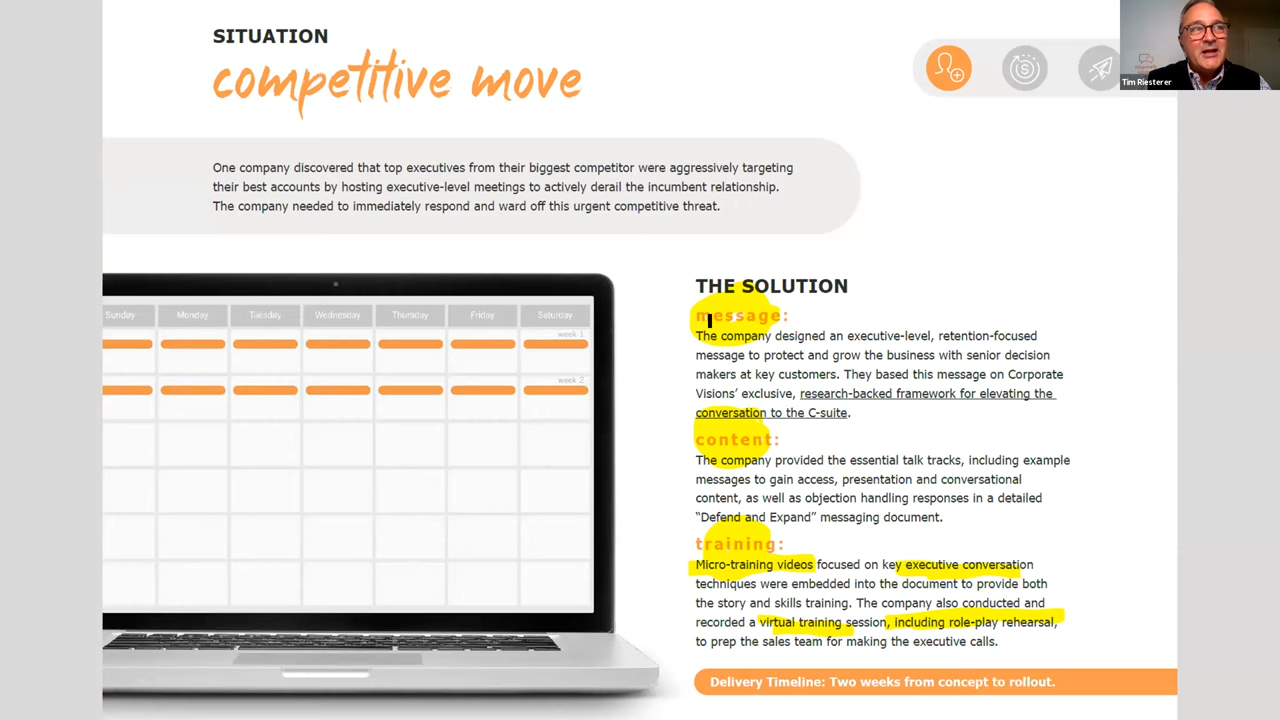 SITUATION
competitive move
Tim Riesterer
One company discovered that top executives from their biggest competitor were aggressively targeting
their best accounts by hosting executive-level meetings to actively derail the incumbent relationship.
The company needed to immediately respond and ward off this urgent competitive threat.
Sunday Monday Tuesday Wednesday Thursday Friday Saturday
week 1
week 2
THE SOLUTION
message:
The company designed an executive-level, retention-focused
message to protect and grow the business with senior decision
makers at key customers. They based this message on Corporate
Visions’ exclusive, research-backed framework for elevating the
conversation to the C-suite.
content:
The company provided the essential talk tracks, including example
messages to gain access, presentation and conversational
content, as well as objection handling responses in a detailed
“Defend and Expand” messaging document.
training:
Micro-training videos focused on key executive conversation
techniques were embedded into the document to provide both
the story and skills training. The company also conducted and
recorded a virtual training session, including role-play rehearsal,
to prep the sales team for making the executive calls.
Delivery Timeline: Two weeks from concept to rollout.